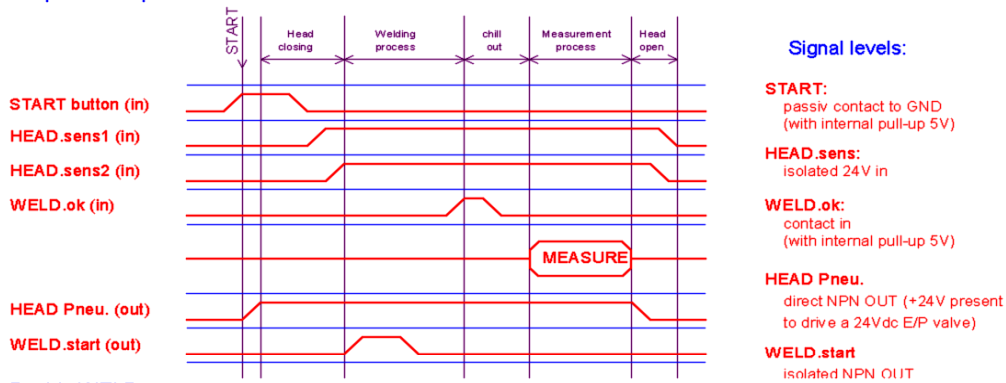 START
Head
closing
Welding
process
chill
out
Measurement
process
Head
open
START button (in)
HEAD.sens1 (in)
HEAD.sens2 (in)
WELD.ok (in)
MEASURE
HEAD Pneu. (out)
WELD.start (out)
Signal levels:
START:
passiv contact to GND
(with internal pull-up 5V)
HEAD.sens:
isolated 24V in
WELD.ok:
contact in
(with internal pull-up 5V)
HEAD Pneu.
direct NPN OUT (+24V present
to drive a 24Vdc E/P valve)
WELD.start
isolated NPN OUT